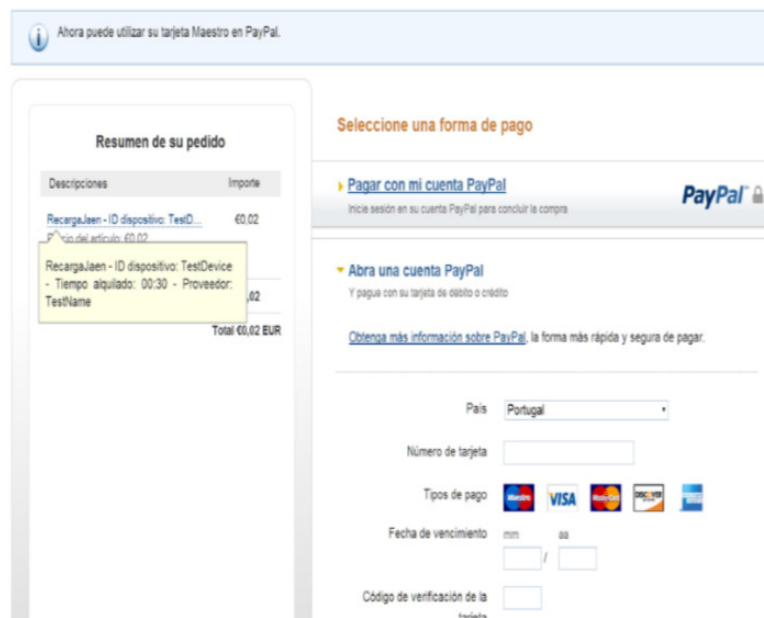 Ahora puede utilizar su tarjeta Maestro en PayPal.
Resumen de su pedido
Descripciones Importe
RecargaJaen - ID dispositivo: TestD... €0,02
del artículo: €0,02
RecargaJaen - ID dispositivo: TestDevice
- Tiempo alquilado: 00:30 - Proveedor:
TestName
,02
Total €0,02 EUR
Seleccione una forma de pago
Pagar con mi cuenta PayPal
Inicie sesión en su cuenta PayPal para concluir la compra
PayPal
Abra una cuenta PayPal
Y pague con su tarjeta de débito o crédito
Obtenga más información sobre PayPal, la forma más rápida y segura de pagar.
País Portugal
Número de tarjeta
Tipos de pago Maestro VISA MasterCard DISCOVER
Fecha de vencimiento mm aa
/
Código de verificación de la
tarjeta